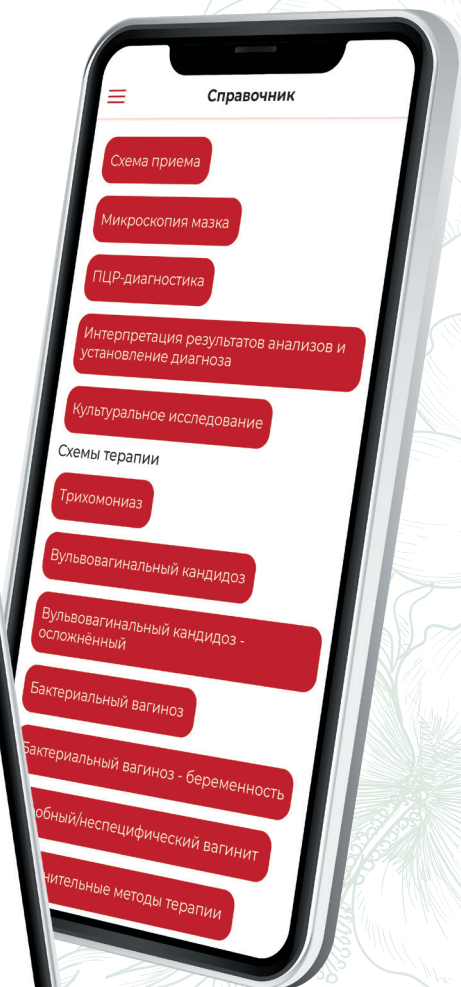 Справочник
Схема приема
Микроскопия мазка
ПЦР-диагностика
Интерпретация результатов анализов и
установление диагноза
Культуральное исследование
Схемы терапии
Трихомониаз
Вульвовагинальный кандидоз
Вульвовагинальный кандидоз -
осложнённый
Бактериальный вагиноз
Бактериальный вагиноз - беременность
обный/неспецифический вагинит
нительные методы терапии